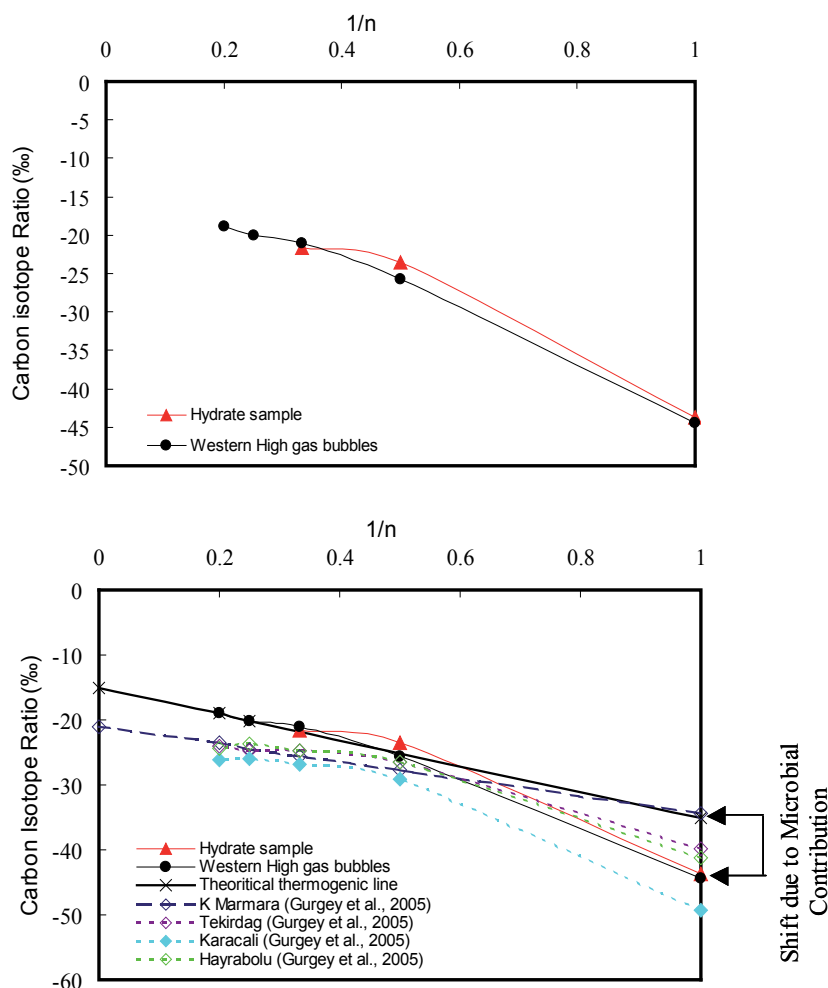 1/n
0 0.2 0.4 0.6 0.8 1
0
-5
-10
-15
-20
-25
-30
-35
-40
-45
-50
Carbon isotope Ratio (‰)
Hydrate sample
Western High gas bubbles
1/n
0 0.2 0.4 0.6 0.8 1
0
-10
-20
-30
-40
-50
-60
Carbon Isotope Ratio (‰)
Hydrate sample
Western High gas bubbles
Theoritical thermogenic line
K Marmara (Gurgey et al., 2005)
Tekirdag (Gurgey et al., 2005)
Karacali (Gurgey et al., 2005)
Hayrabolu (Gurgey et al., 2005)
Shift due to Microbial
Contribution